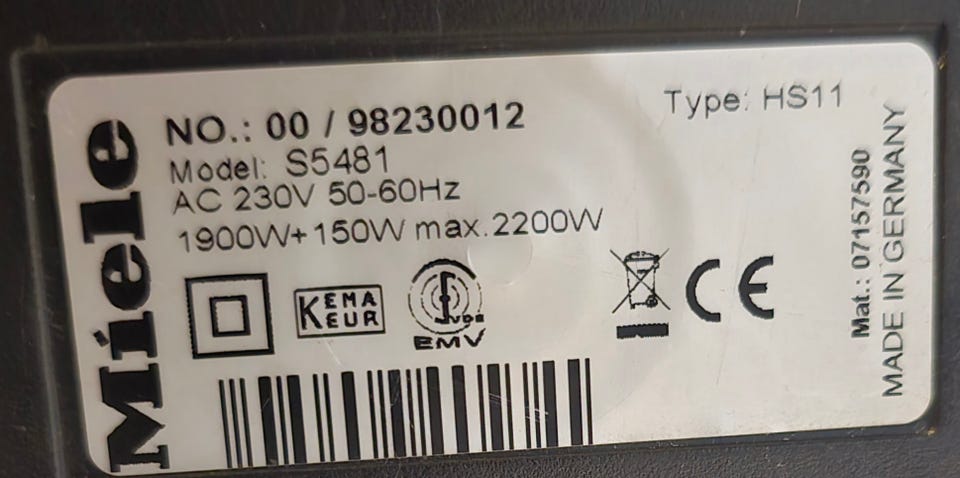 Miele
NO.: 00 / 98230012
Type: HS11
Model: S5481
AC 230V 50-60Hz
1900W+150W max.2200W
KEMA
KEUR
VDE
EMV
CE
Mat.: 07157590
MADE IN GERMANY